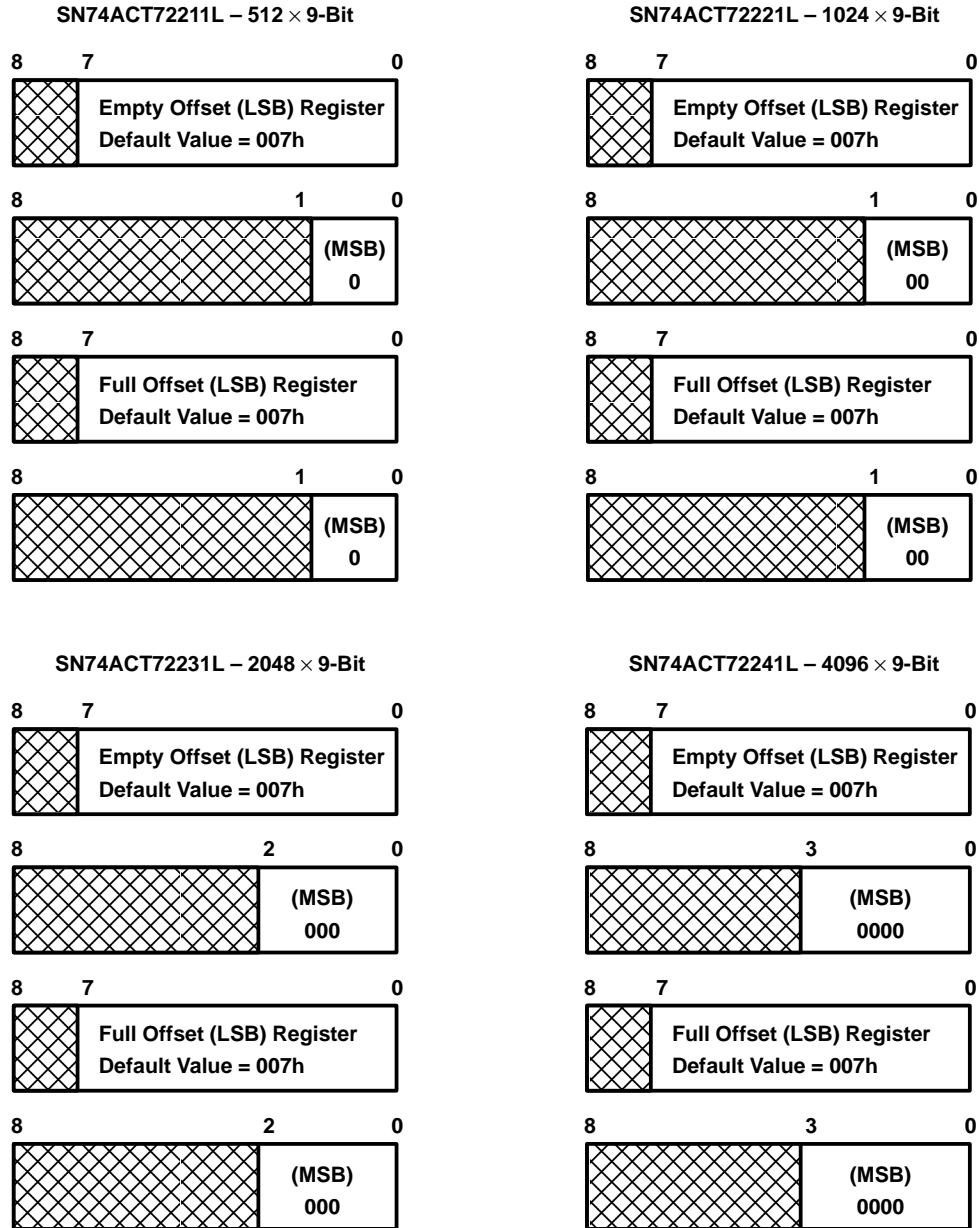 SN74ACT72211L – 512 × 9-Bit
8 7 0
Empty Offset (LSB) Register
Default Value = 007h
8 1 0
(MSB)
0
8 7 0
Full Offset (LSB) Register
Default Value = 007h
8 1 0
(MSB)
0
SN74ACT72221L – 1024 × 9-Bit
8 7 0
Empty Offset (LSB) Register
Default Value = 007h
8 1 0
(MSB)
00
8 7 0
Full Offset (LSB) Register
Default Value = 007h
8 1 0
(MSB)
00
SN74ACT72231L – 2048 × 9-Bit
8 7 0
Empty Offset (LSB) Register
Default Value = 007h
8 2 0
(MSB)
000
8 7 0
Full Offset (LSB) Register
Default Value = 007h
8 2 0
(MSB)
000
SN74ACT72241L – 4096 × 9-Bit
8 7 0
Empty Offset (LSB) Register
Default Value = 007h
8 3 0
(MSB)
0000
8 7 0
Full Offset (LSB) Register
Default Value = 007h
8 3 0
(MSB)
0000